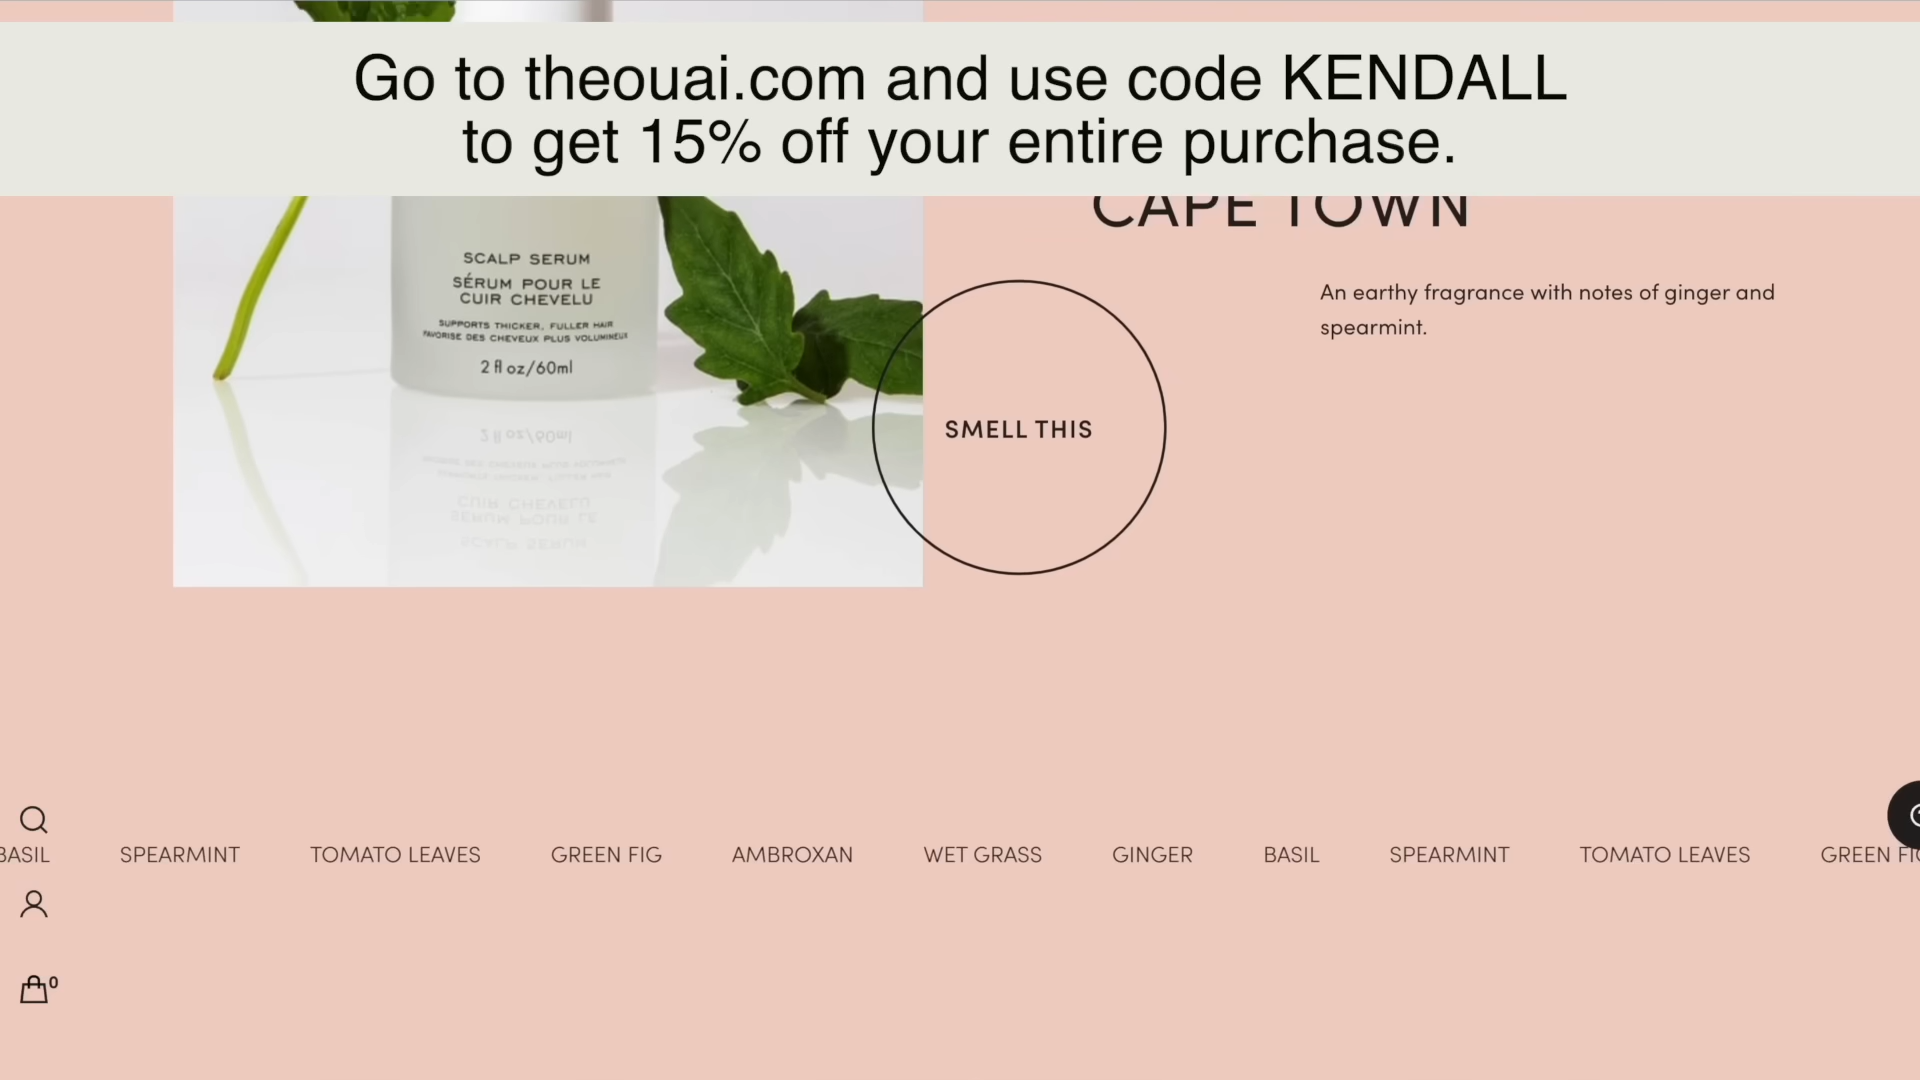 Go to theouai.com and use code KENDALL
to get 15% off your entire purchase.
CAPE TOWN
SCALP SERUM
SÉRUM POUR LE
CUIR CHEVELU
SUPPORTS THICKER, FULLER HAIR
FAVORISE DES CHEVEUX PLUS VOLUMINEUX
2 fl oz/60ml
An earthy fragrance with notes of ginger and
spearmint.
SMELL THIS
BASIL SPEARMINT TOMATO LEAVES GREEN FIG AMBROXAN WET GRASS GINGER BASIL SPEARMINT TOMATO LEAVES GREEN FIG
0